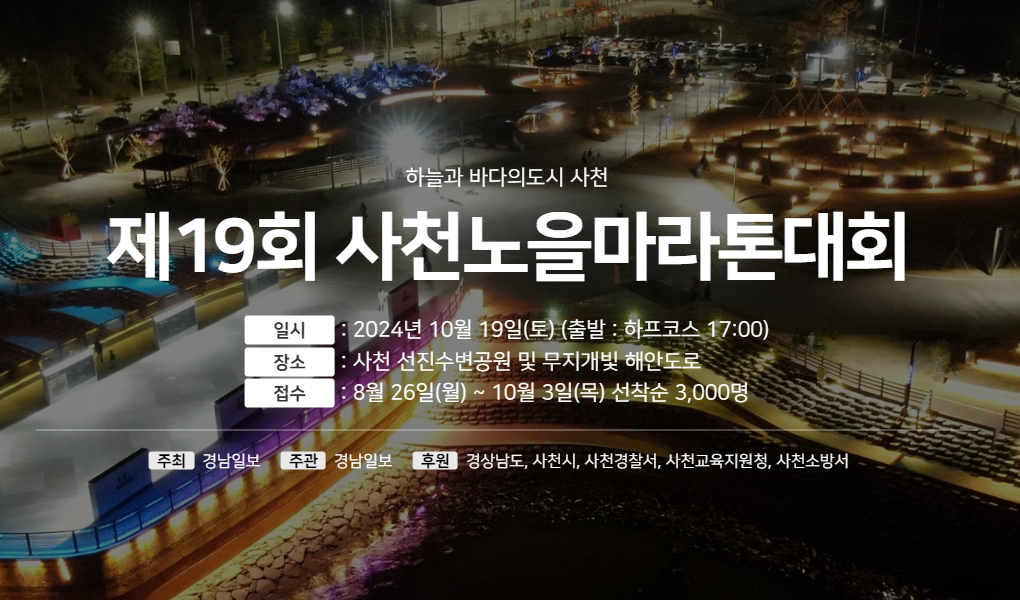 하늘과 바다의도시 사천
제19회 사천노을마라톤대회
일시 : 2024년 10월 19일(토) (출발 : 하프코스 17:00)
장소 : 사천 선진수변공원 및 무지개빛 해안도로
접수 : 8월 26일(월) ~ 10월 3일(목) 선착순 3,000명
주최 경남일보 주관 경남일보 후원 경상남도, 사천시, 사천경찰서, 사천교육지원청, 사천소방서